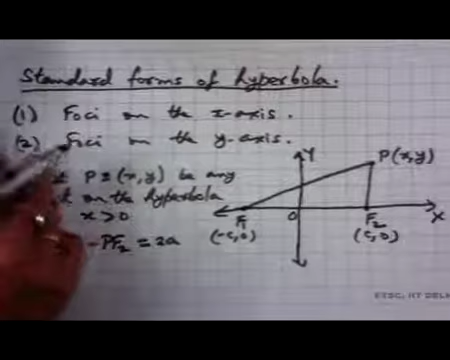 Standard forms of hyperbola.
(1) Foci on the x-axis.
(2) Foci on the y-axis.
P ≡ (x,y) be any
on the hyperbola
x>0
-PF₂ = 2a
Y
P(x,y)
F₁
O
F₂
X
(-c,0)
(c,0)
ETSC, IIT DELH